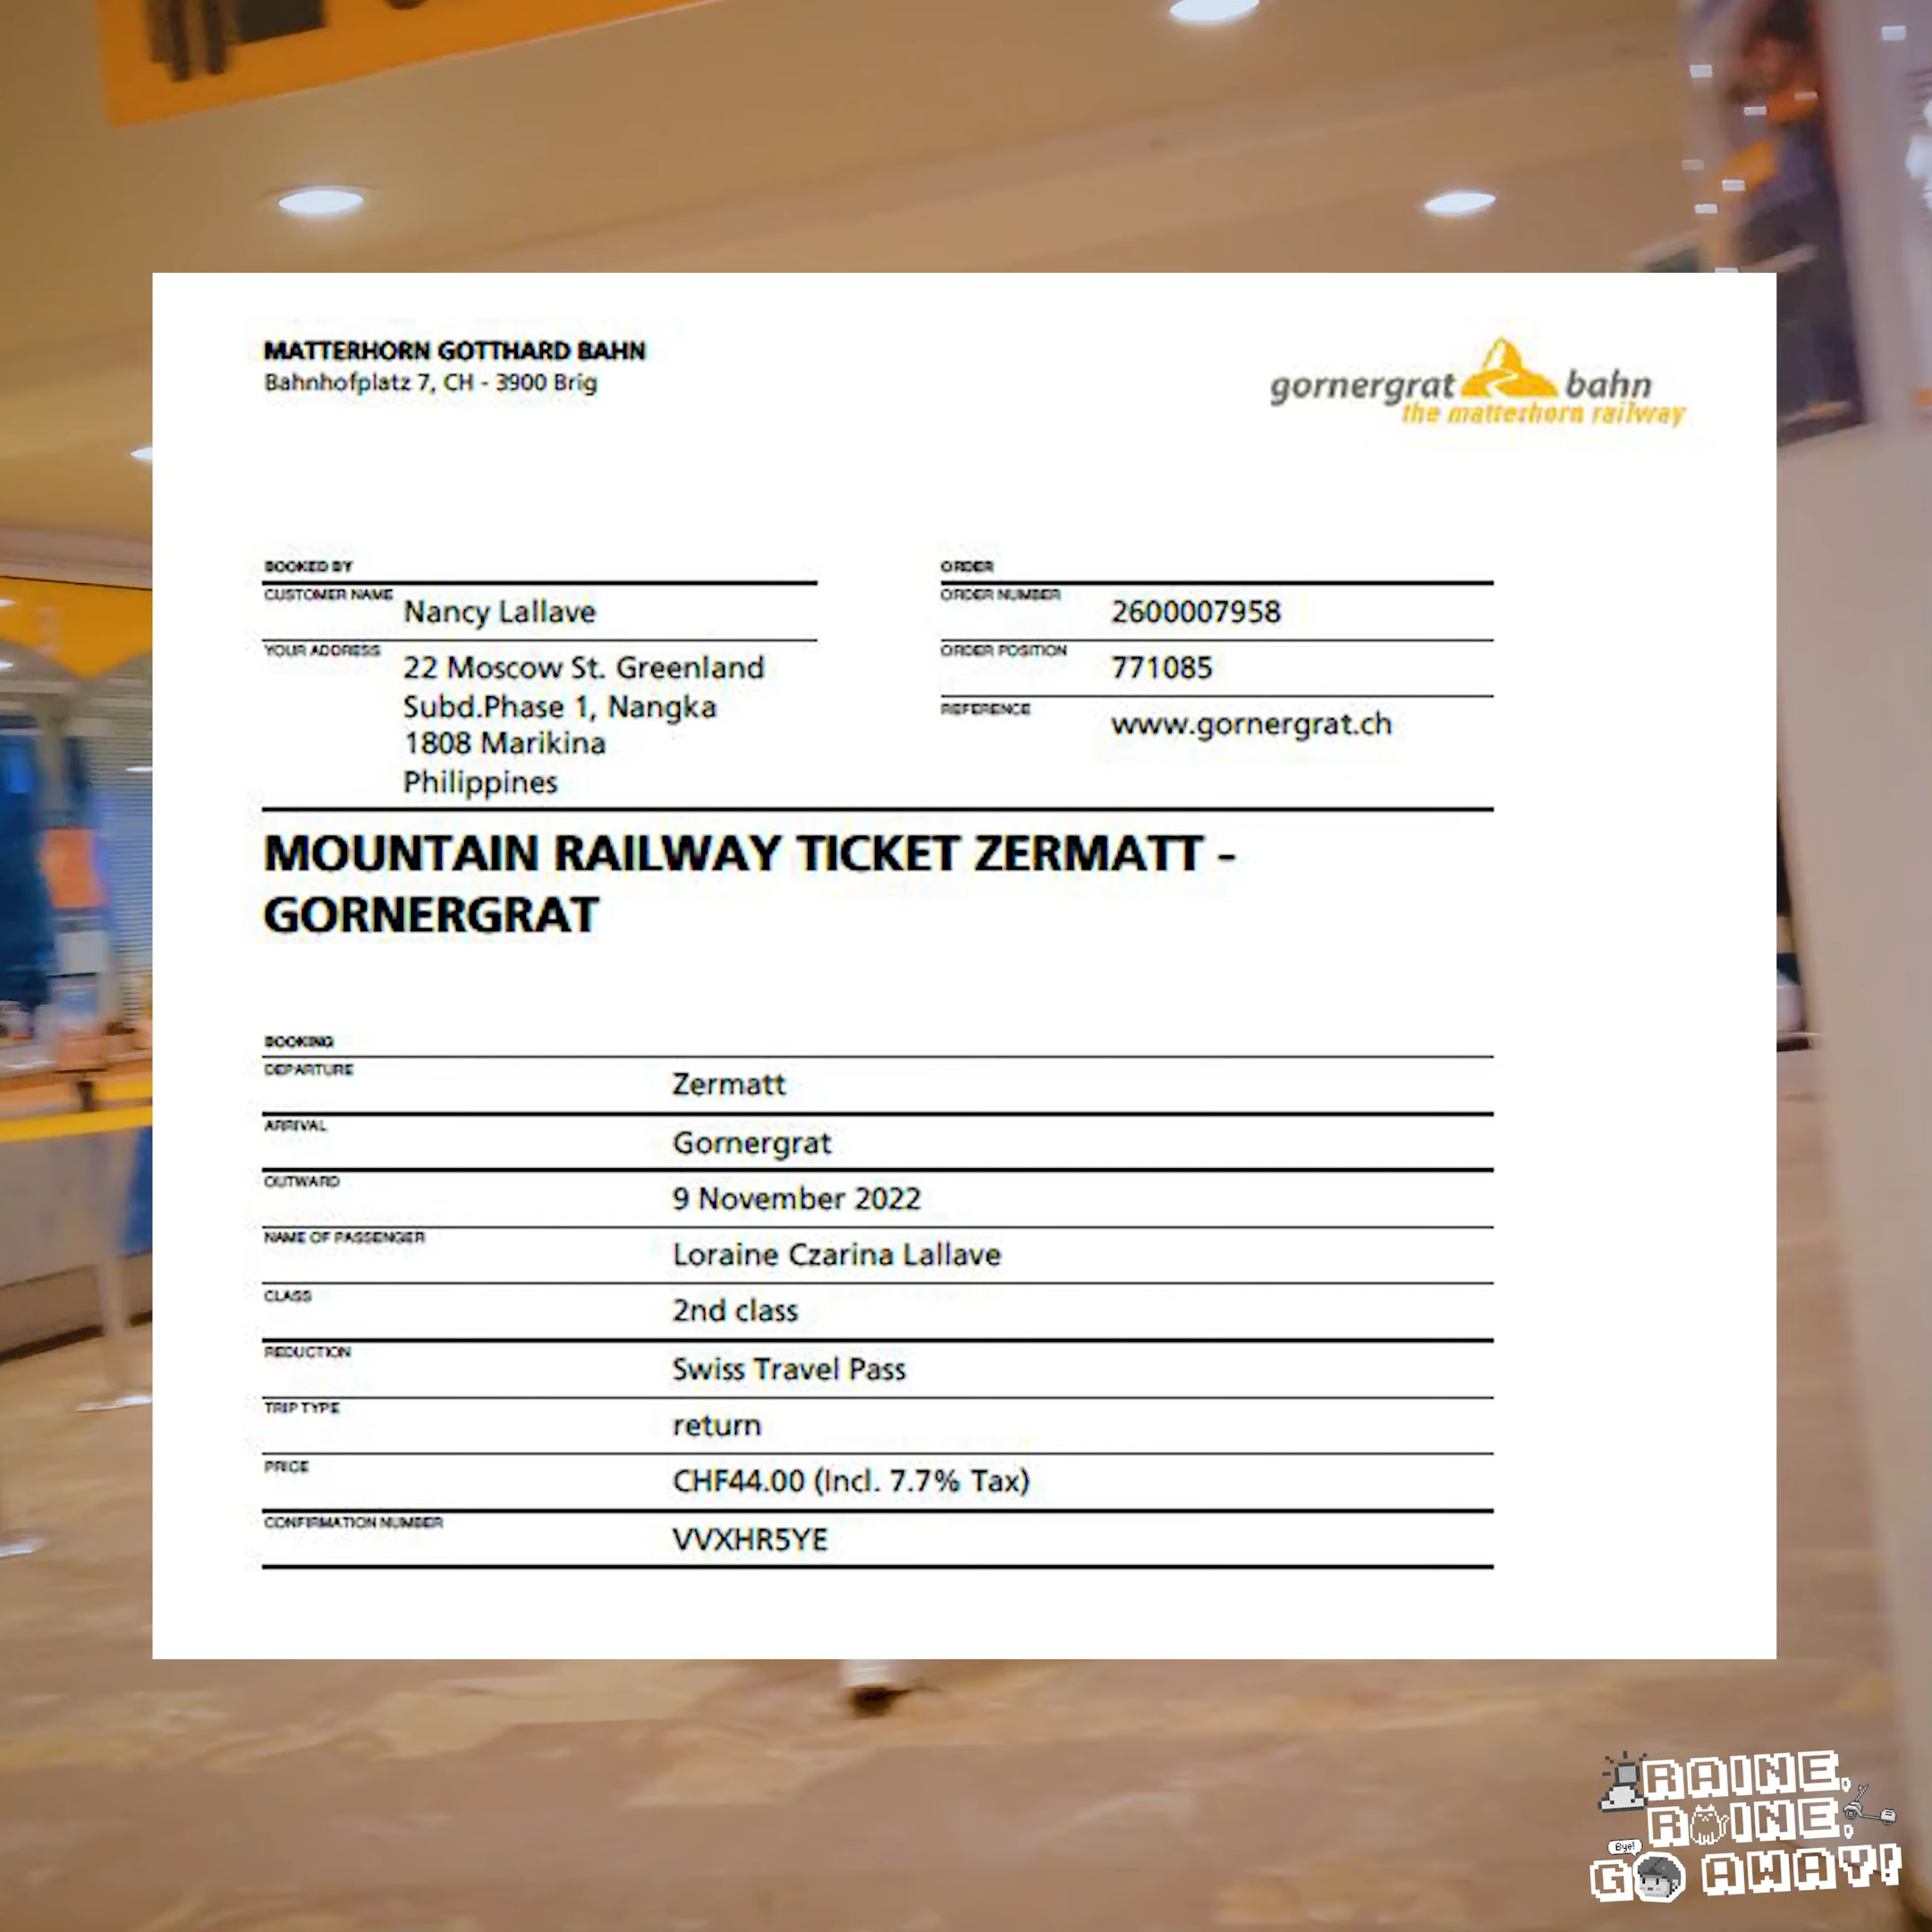 MATTERHORN GOTTHARD BAHN
Bahnhofplatz 7, CH - 3900 Brig
gornergrat bahn
the matterhorn railway
BOOKED BY
CUSTOMER NAME Nancy Lallave
YOUR ADDRESS 22 Moscow St. Greenland
Subd.Phase 1, Nangka
1808 Marikina
Philippines
ORDER
ORDER NUMBER 2600007958
ORDER POSITION 771085
REFERENCE www.gornergrat.ch
MOUNTAIN RAILWAY TICKET ZERMATT -
GORNERGRAT
BOOKING
DEPARTURE Zermatt
ARRIVAL Gornergrat
OUTWARD 9 November 2022
NAME OF PASSENGER Loraine Czarina Lallave
CLASS 2nd class
REDUCTION Swiss Travel Pass
TRIP TYPE return
PRICE CHF44.00 (Incl. 7.7% Tax)
CONFIRMATION NUMBER VVXHR5YE
RAINE,
RAINE,
Bye!
GO AWAY!